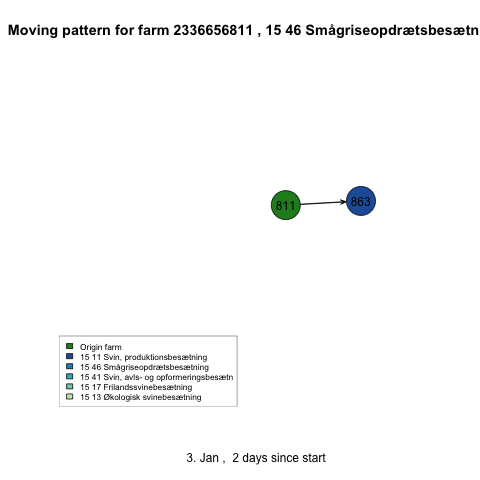 Moving pattern for farm 2336656811 , 15 46 Smågriseopdrætsbesætn
811
863
Origin farm
15 11 Svin, produktionsbesætning
15 46 Smågriseopdrætsbesætning
15 41 Svin, avls- og opformeringsbesætn
15 17 Frilandssvinebesætning
15 13 Økologisk svinebesætning
3. Jan ,  2 days since start